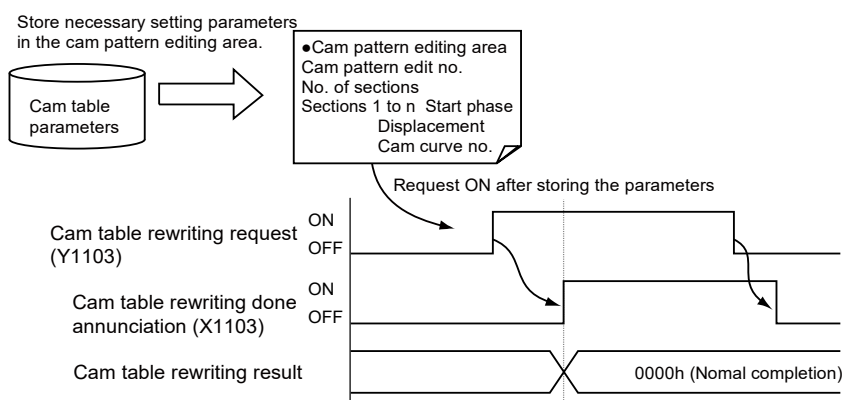 Store necessary setting parameters
in the cam pattern editing area.
●Cam pattern editing area
Cam pattern edit no.
No. of sections
Sections 1 to n Start phase
Displacement
Cam curve no.
Cam table
parameters
Request ON after storing the parameters
Cam table rewriting request
(Y1103)
ON
OFF
Cam table rewriting done
annunciation (X1103)
ON
OFF
Cam table rewriting result
0000h (Nomal completion)